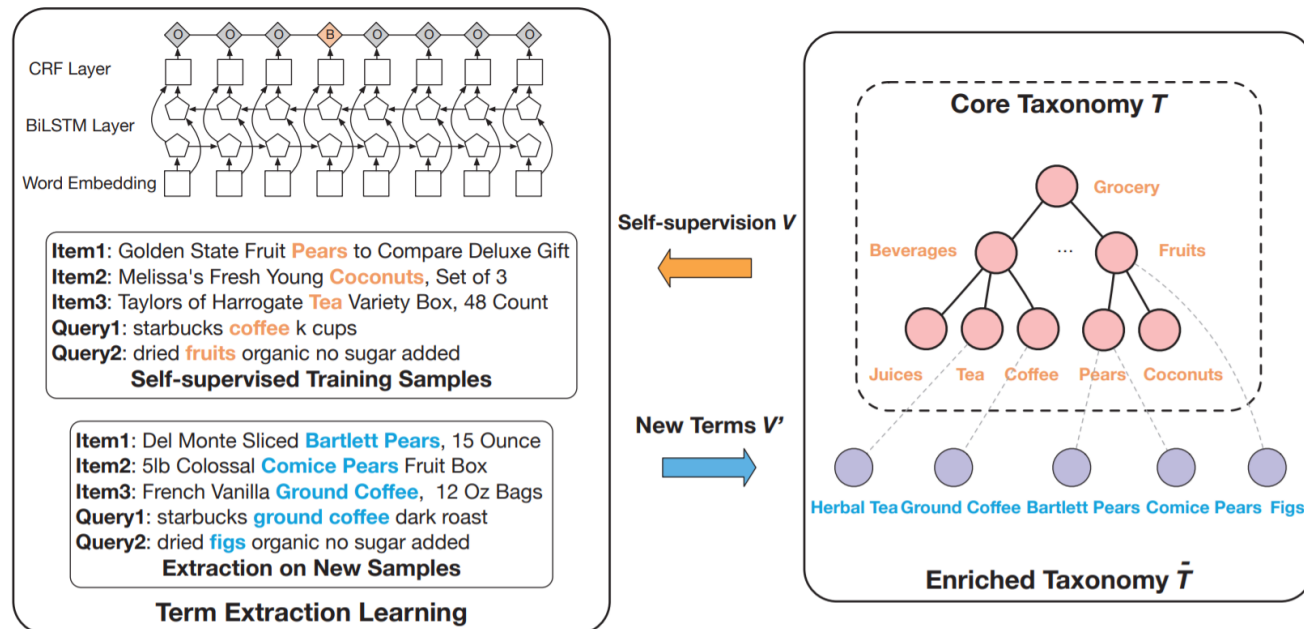 O O O B O O O O
CRF Layer
BiLSTM Layer
Word Embedding
Item1: Golden State Fruit Pears to Compare Deluxe Gift
Item2: Melissa's Fresh Young Coconuts, Set of 3
Item3: Taylors of Harrogate Tea Variety Box, 48 Count
Query1: starbucks coffee k cups
Query2: dried fruits organic no sugar added
Self-supervised Training Samples
Item1: Del Monte Sliced Bartlett Pears, 15 Ounce
Item2: 5lb Colossal Comice Pears Fruit Box
Item3: French Vanilla Ground Coffee, 12 Oz Bags
Query1: starbucks ground coffee dark roast
Query2: dried figs organic no sugar added
Extraction on New Samples
Term Extraction Learning
Self-supervision V
New Terms V'
Core Taxonomy T
Grocery
Beverages ... Fruits
Juices Tea Coffee Pears Coconuts
Herbal Tea Ground Coffee Bartlett Pears Comice Pears Figs
Enriched Taxonomy T̄